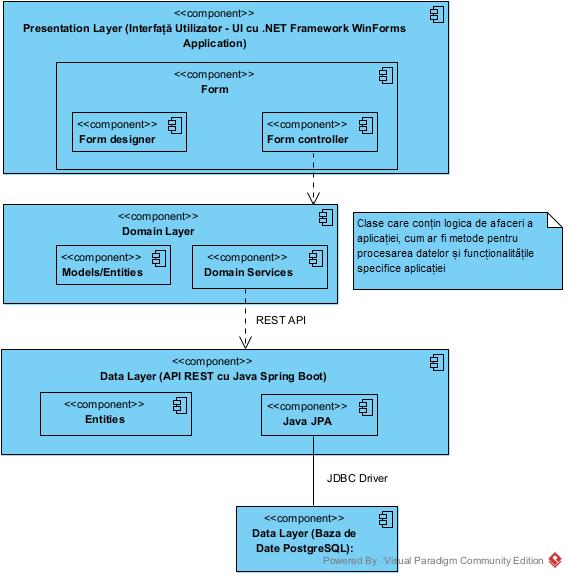 <<component>>
Presentation Layer (Interfață Utilizator - UI cu .NET Framework WinForms
Application)
<<component>>
Form
<<component>>
Form designer
<<component>>
Form controller
<<component>>
Domain Layer
<<component>>
Models/Entities
<<component>>
Domain Services
Clase care conțin logica de afaceri a
aplicației, cum ar fi metode pentru
procesarea datelor și funcționalitățile
specifice aplicației
REST API
<<component>>
Data Layer (API REST cu Java Spring Boot)
<<component>>
Entities
<<component>>
Java JPA
JDBC Driver
<<component>>
Data Layer (Baza de
Date PostgreSQL):
Powered By: Visual Paradigm Community Edition